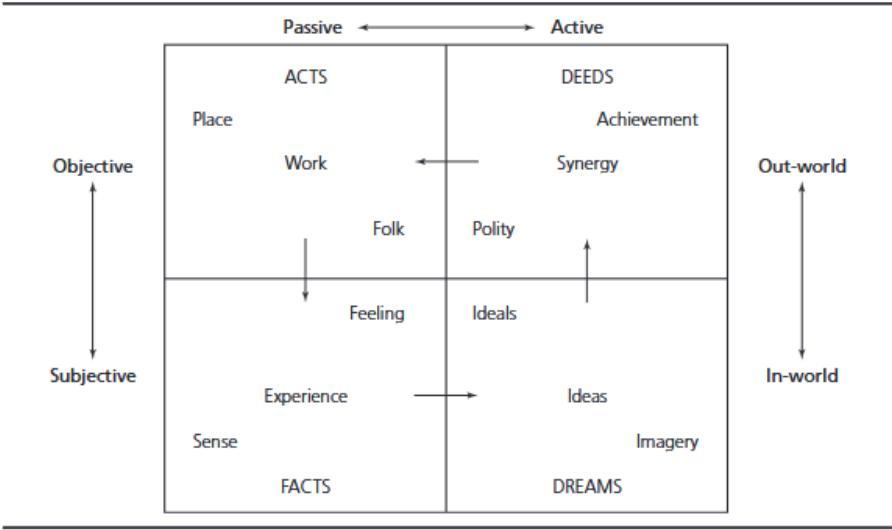 Passive Active
ACTS DEEDS
Place Achievement
Objective Work Synergy Out-world
Folk Polity
Feeling Ideals
Subjective In-world
Experience Ideas
Sense Imagery
FACTS DREAMS